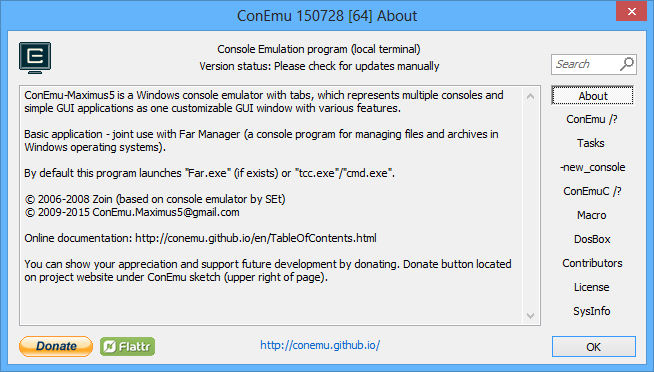 ConEmu 150728 [64] About
Console Emulation program (local terminal)
Version status: Please check for updates manually
Search
ConEmu-Maximus5 is a Windows console emulator with tabs, which represents multiple consoles and
simple GUI applications as one customizable GUI window with various features.
Basic application - joint use with Far Manager (a console program for managing files and archives in
Windows operating systems).
By default this program launches "Far.exe" (if exists) or "tcc.exe"/"cmd.exe".
© 2006-2008 Zoin (based on console emulator by SEt)
© 2009-2015 ConEmu.Maximus5@gmail.com
Online documentation: http://conemu.github.io/en/TableOfContents.html
You can show your appreciation and support future development by donating. Donate button located
on project website under ConEmu sketch (upper right of page).
About
ConEmu /?
Tasks
-new_console
ConEmuC /?
Macro
DosBox
Contributors
License
SysInfo
Donate
Flattr
http://conemu.github.io/
OK